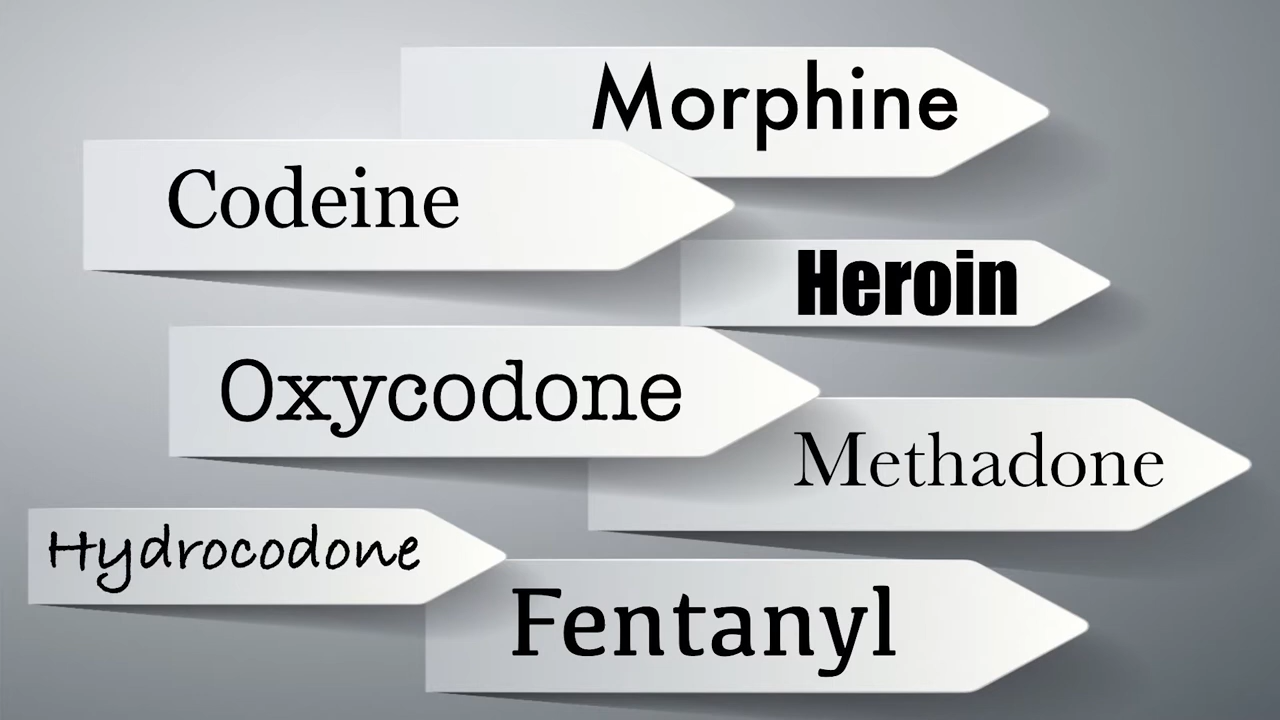 Morphine
Codeine
Heroin
Oxycodone
Methadone
Hydrocodone
Fentanyl